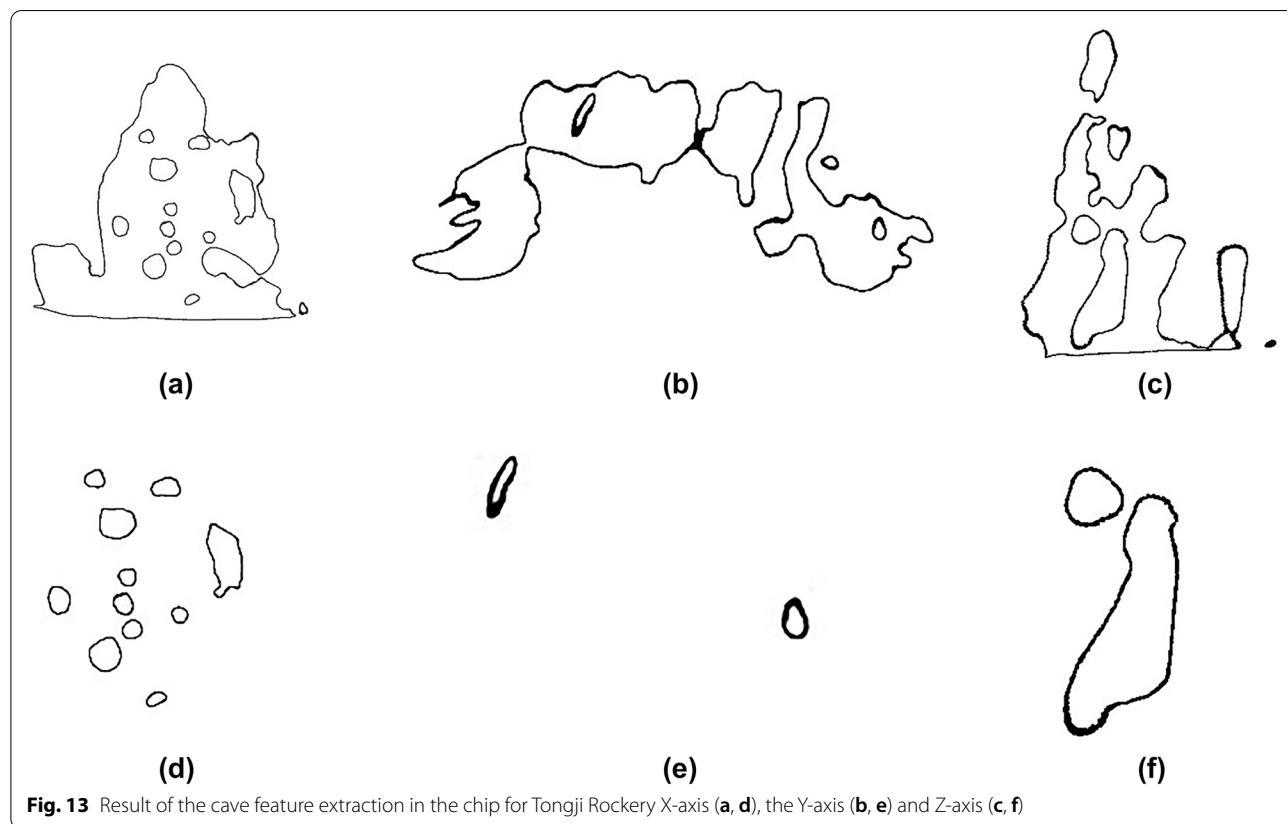 (a)
(b)
(c)
(d)
(e)
(f)
Fig. 13 Result of the cave feature extraction in the chip for Tongji Rockery X-axis (a, d), the Y-axis (b, e) and Z-axis (c, f)